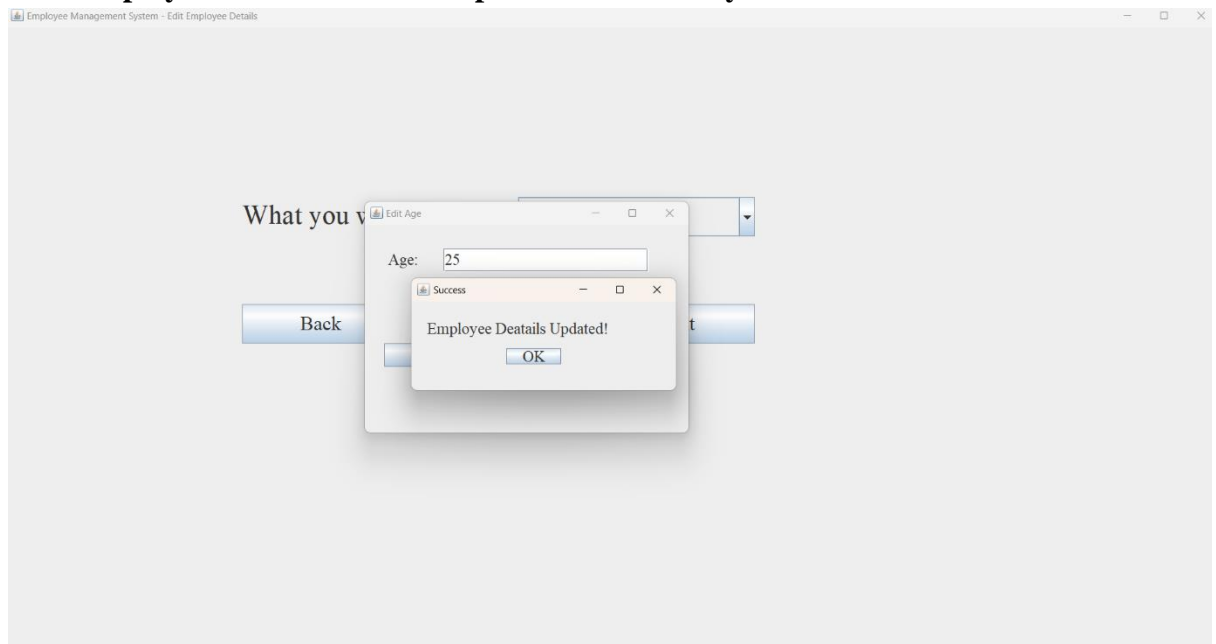 Employee Management System - Edit Employee Details
What you
Edit Age
Age: 25
Success
Back
Employee Deatails Updated!
OK